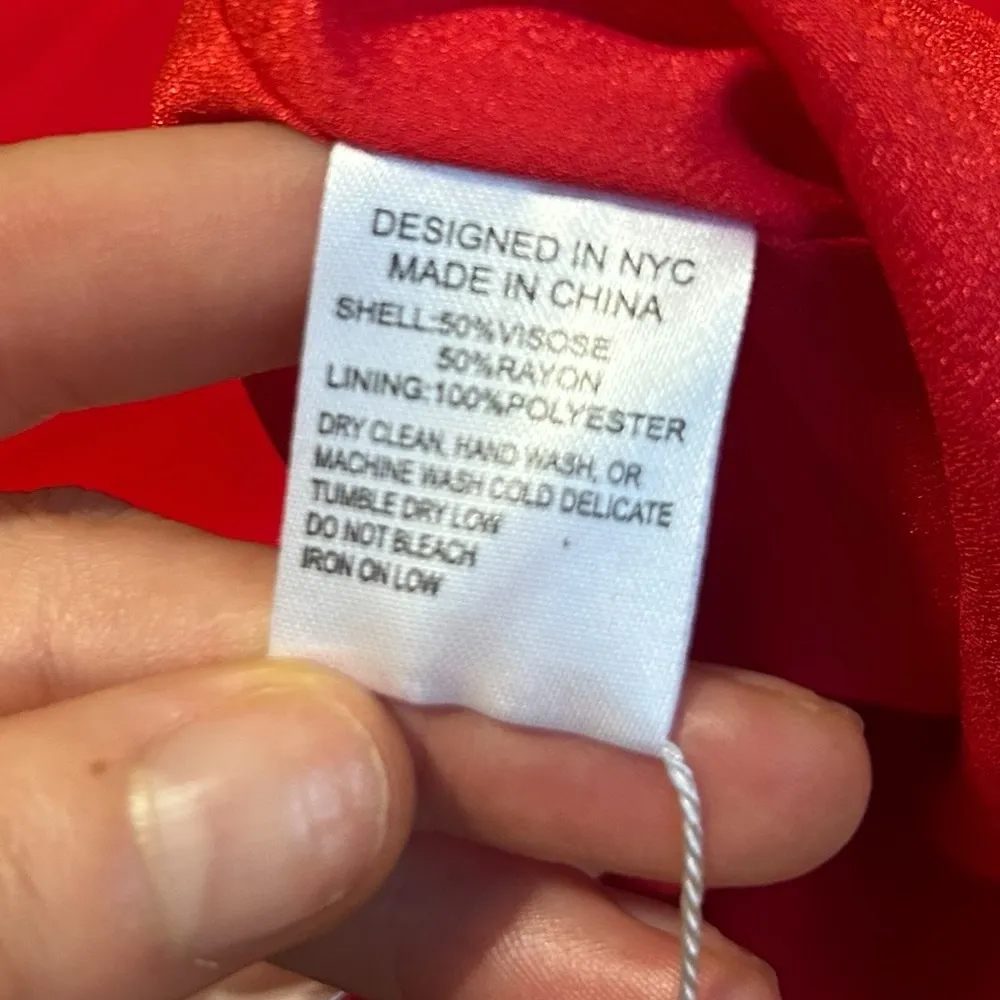 DESIGNED IN NYC
MADE IN CHINA
SHELL:50%VISOSE
50%RAYON
LINING:100%POLYESTER
DRY CLEAN, HAND WASH, OR
MACHINE WASH COLD DELICATE
TUMBLE DRY LOW
DO NOT BLEACH
IRON ON LOW